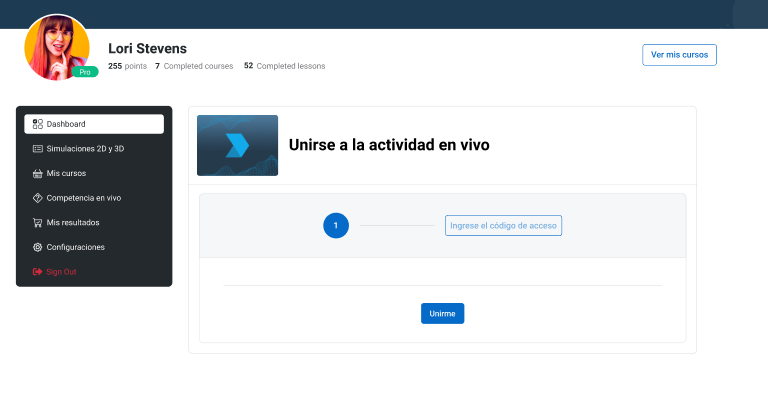 Lori Stevens
255 points 7 Completed courses 52 Completed lessons
Pro
Ver mis cursos
Dashboard
Simulaciones 2D y 3D
Mis cursos
Competencia en vivo
Mis resultados
Configuraciones
Sign Out
Unirse a la actividad en vivo
1
Ingrese el código de acceso
Unirme